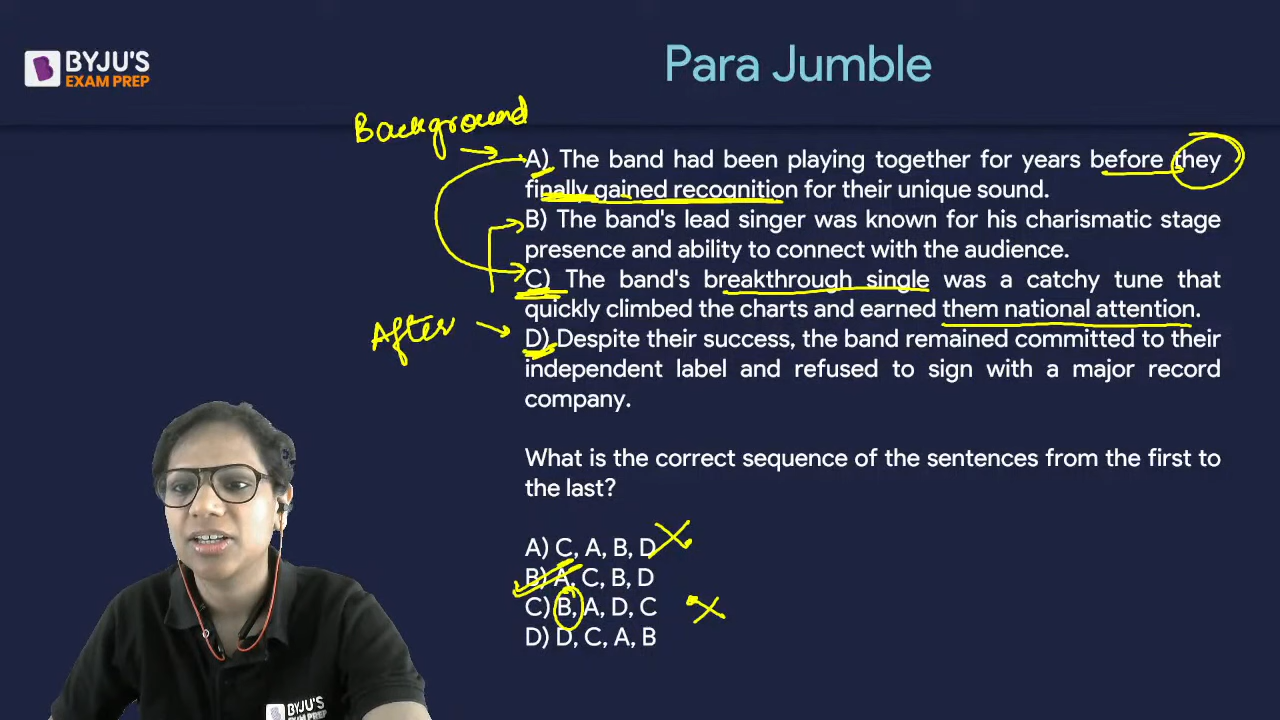 BYJU'S
EXAM PREP
Para Jumble
Background
A) The band had been playing together for years before they
finally gained recognition for their unique sound.
B) The band's lead singer was known for his charismatic stage
presence and ability to connect with the audience.
C) The band's breakthrough single was a catchy tune that
quickly climbed the charts and earned them national attention.
After
D) Despite their success, the band remained committed to their
independent label and refused to sign with a major record
company.
What is the correct sequence of the sentences from the first to
the last?
A) C, A, B, D
B) A, C, B, D
C) B, A, D, C
D) D, C, A, B
BYJU'S
EXAM PREP